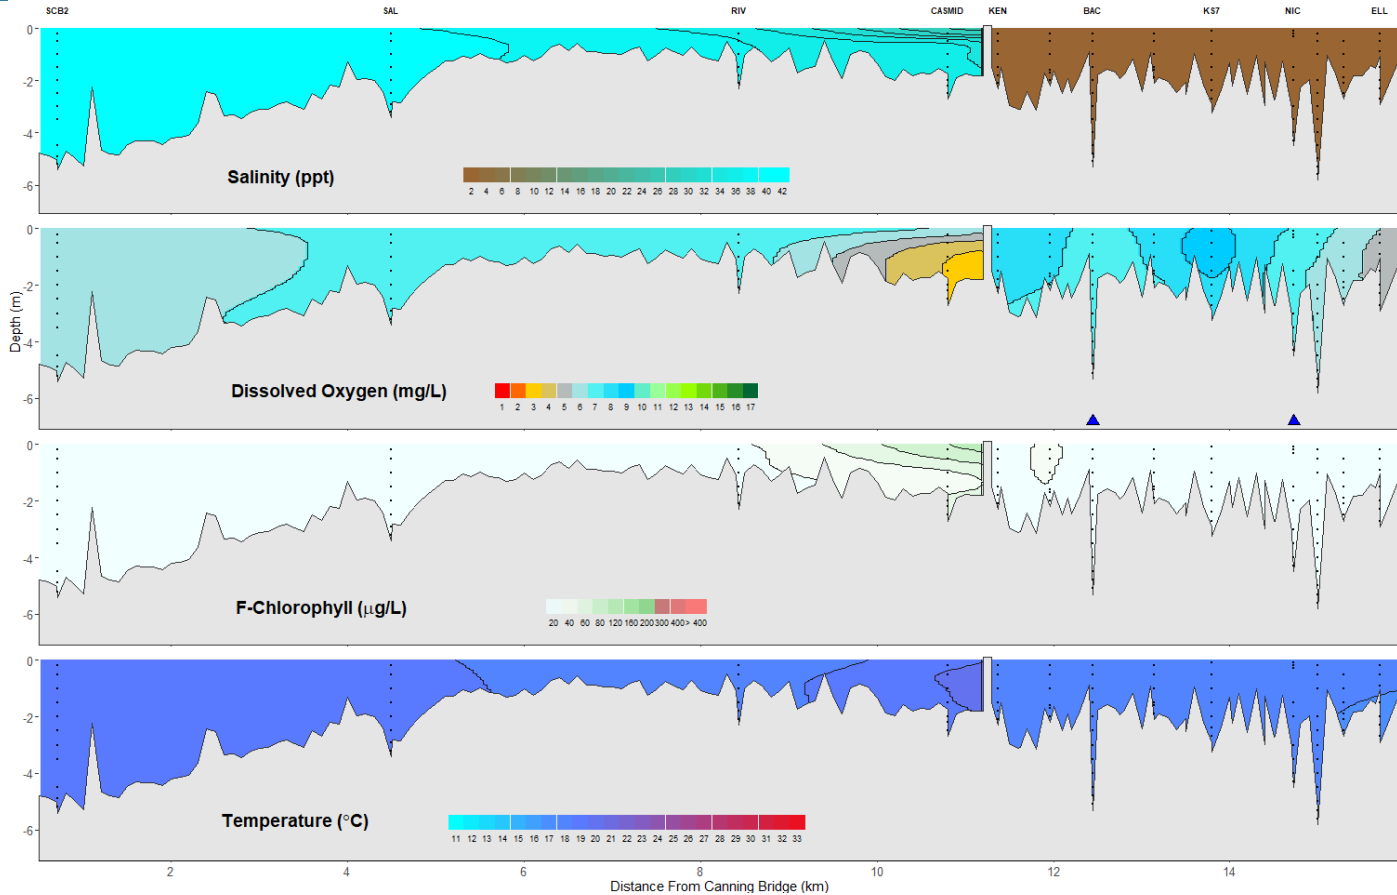 SCB2 SAL RIV CASMID KEN BAC KS7 NIC ELL
0
-2
-4
-6
Salinity (ppt)
2 4 6 8 10 12 14 16 18 20 22 24 26 28 30 32 34 36 38 40 42
0
-2
-4
-6
Depth (m)
Dissolved Oxygen (mg/L)
1 2 3 4 5 6 7 8 9 10 11 12 13 14 15 16 17
0
-2
-4
-6
F-Chlorophyll (μg/L)
20 40 60 80 120 160 200 300 400 > 400
0
-2
-4
-6
Temperature (°C)
11 12 13 14 15 16 17 18 19 20 21 22 23 24 25 26 27 28 29 30 31 32 33
2 4 6 8 10 12 14
Distance From Canning Bridge (km)